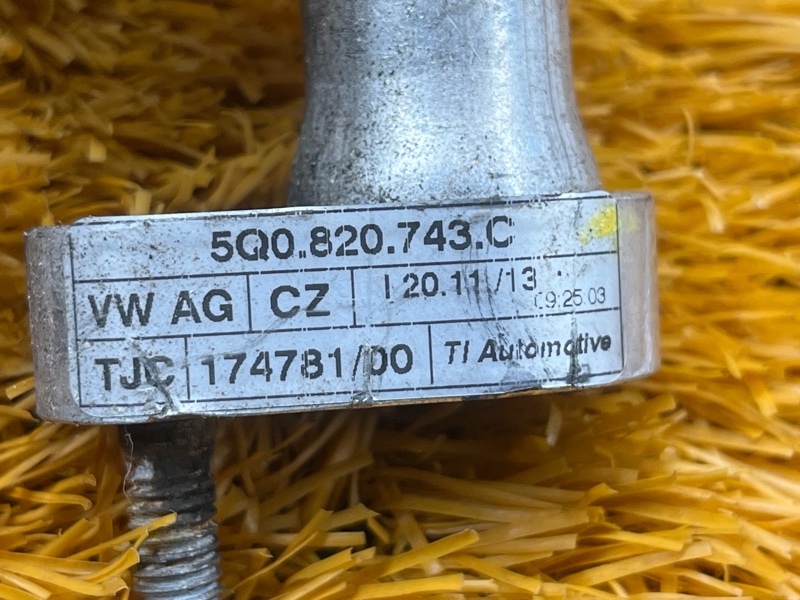 5Q0.820.743.C
VW AG CZ I 20.11/13 09:25.03
TJC 174781/00 TI Automotive